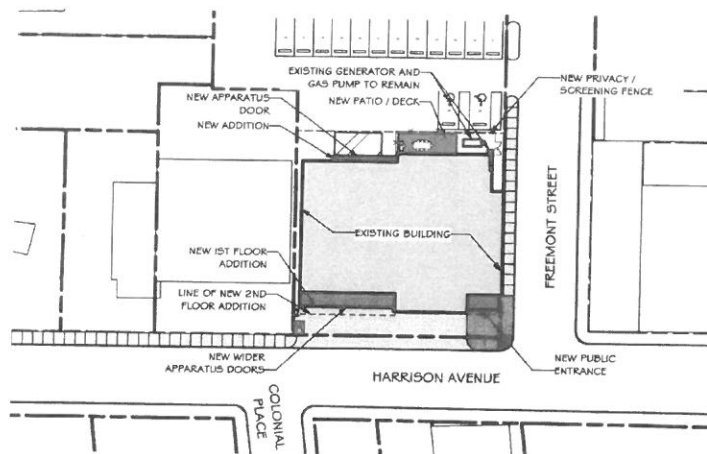 EXISTING GENERATOR AND
GAS PUMP TO REMAIN
NEW PRIVACY /
SCREENING FENCE
NEW APPARATUS
DOOR
NEW PATIO / DECK
NEW ADDITION
EXISTING BUILDING
FREEMONT STREET
NEW 1ST FLOOR
ADDITION
LINE OF NEW 2ND
FLOOR ADDITION
NEW WIDER
APPARATUS DOORS
NEW PUBLIC
ENTRANCE
HARRISON AVENUE
COLONIAL
PLACE